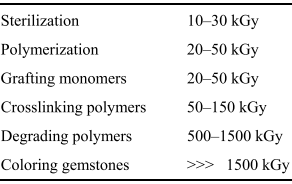 Sterilization 10–30 kGy
Polymerization 20–50 kGy
Grafting monomers 20–50 kGy
Crosslinking polymers 50–150 kGy
Degrading polymers 500–1500 kGy
Coloring gemstones >>> 1500 kGy